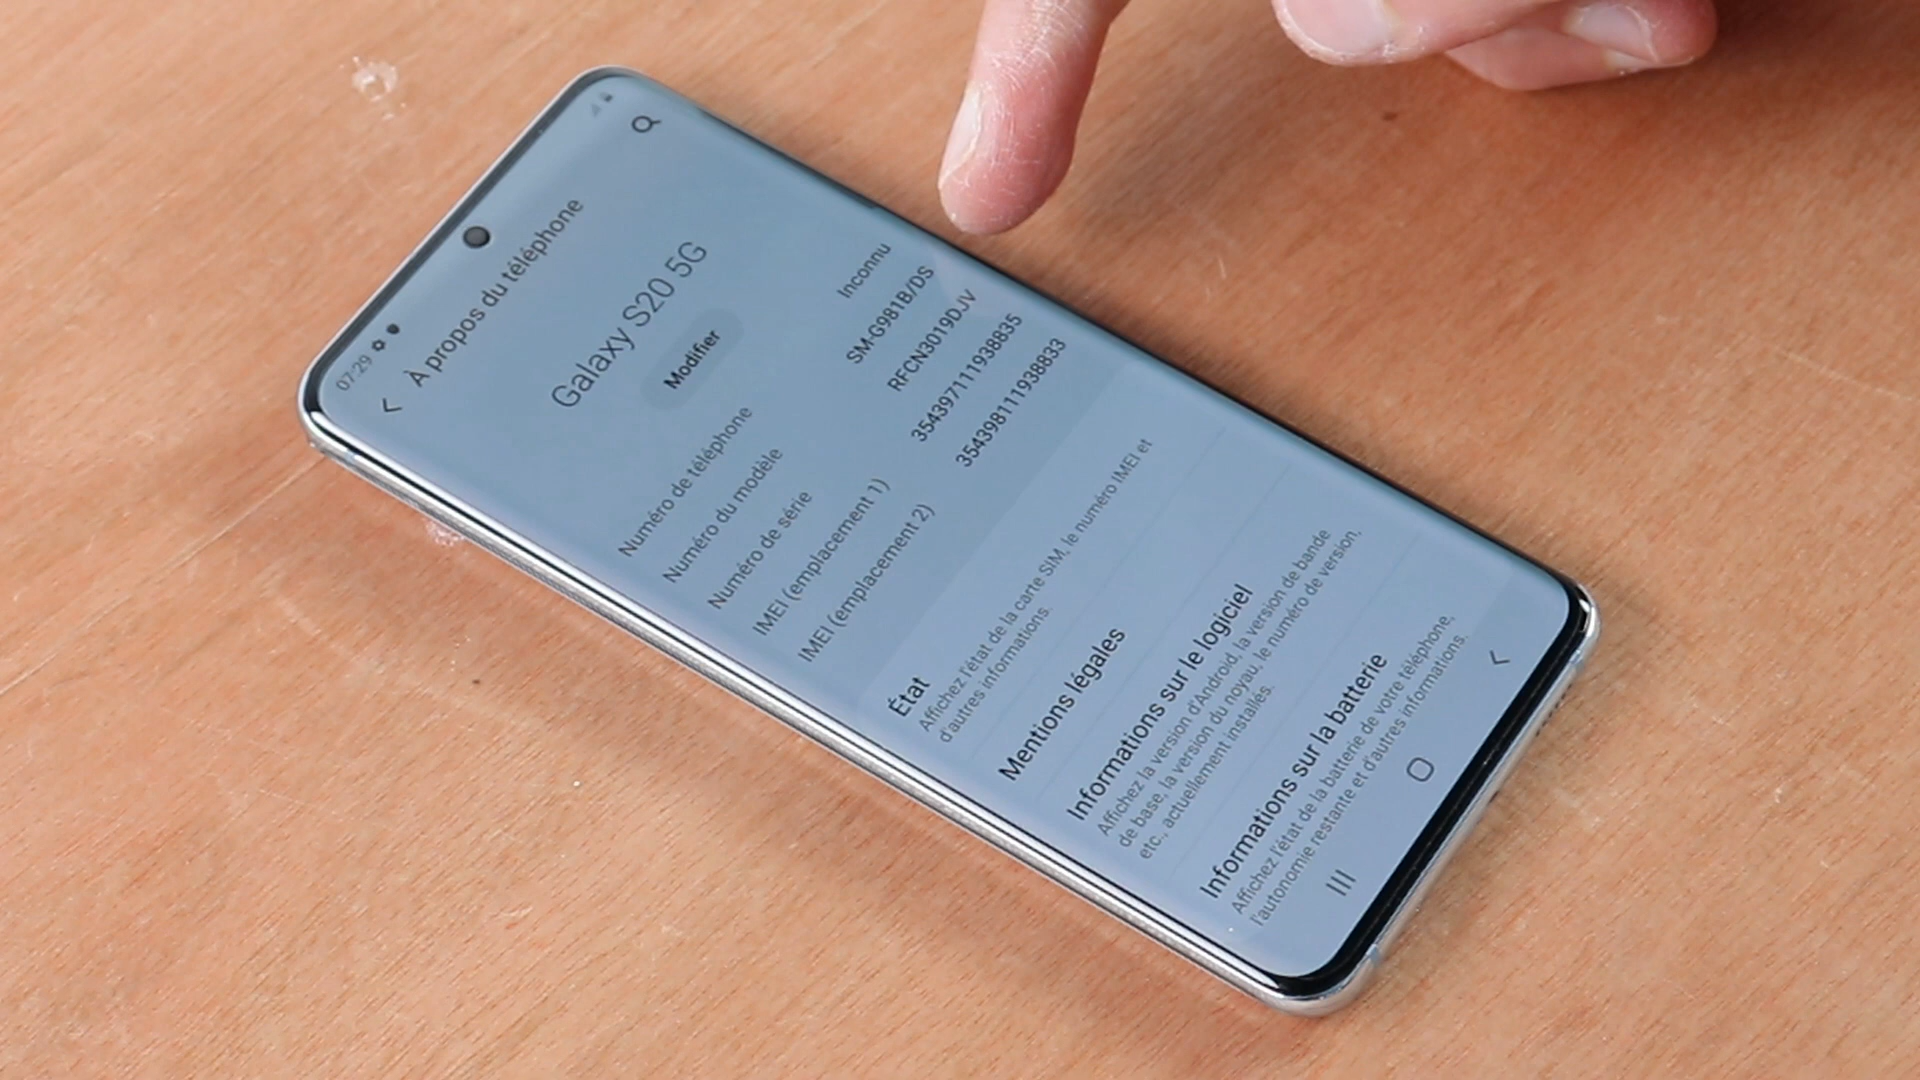 07:29
À propos du téléphone
Galaxy S20 5G
Modifier
Numéro de téléphone Inconnu
Numéro du modèle SM-G981B/DS
Numéro de série RFCN3019DJV
IMEI (emplacement 1) 354397111938835
IMEI (emplacement 2) 354398111938833
État
Affichez l'état de la carte SIM, le numéro IMEI et
d'autres informations.
Mentions légales
Informations sur le logiciel
Affichez la version d'Android, la version de bande
de base, la version du noyau, le numéro de version,
etc., actuellement installés.
Informations sur la batterie
Affichez l'état de la batterie de votre téléphone,
l'autonomie restante et d'autres informations.